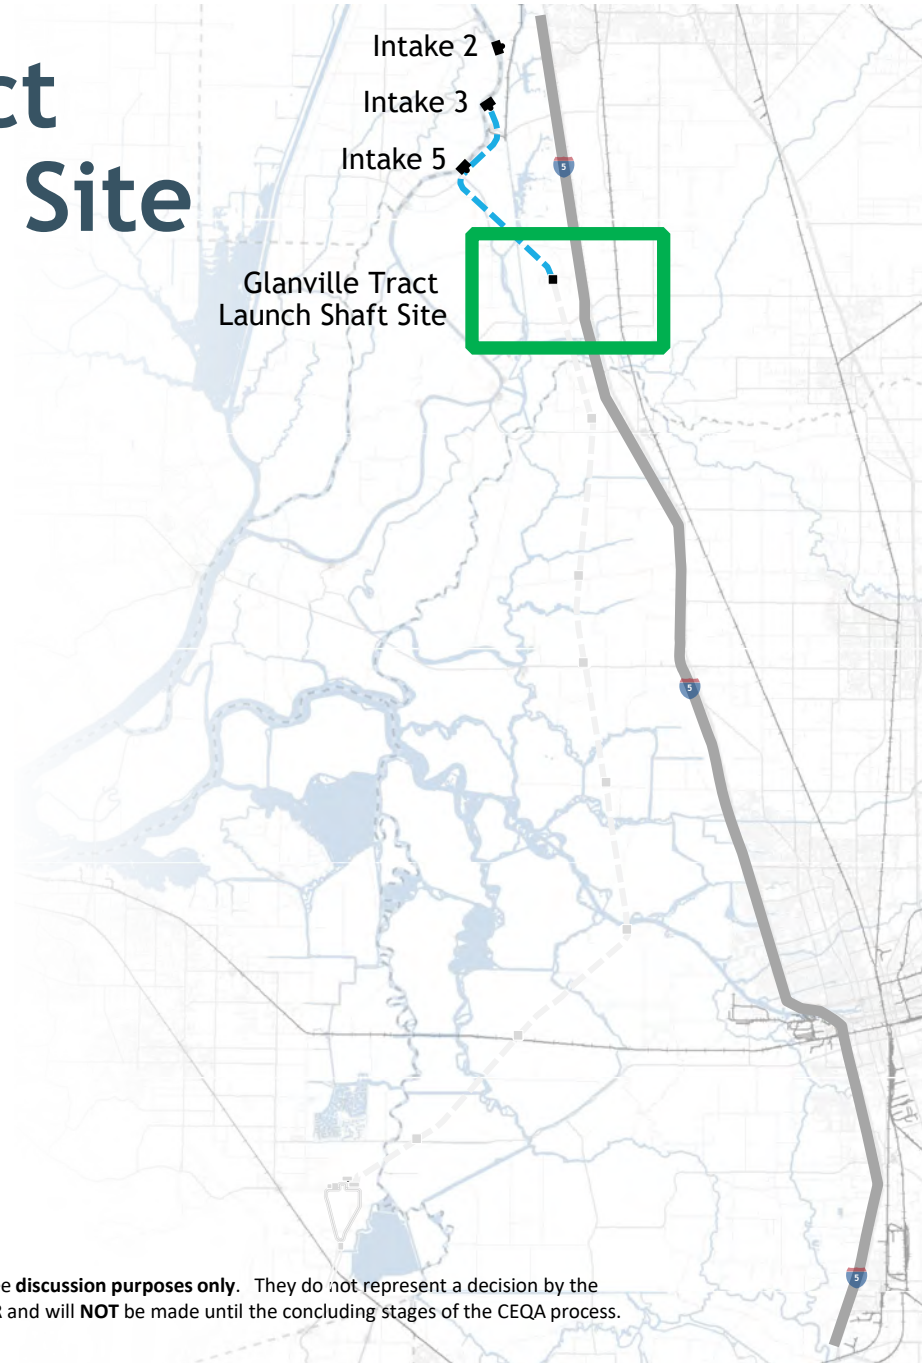 ct
Site
Intake 2
Intake 3
Intake 5
5
Glanville Tract
Launch Shaft Site
5
5
e discussion purposes only. They do not represent a decision by the
R and will NOT be made until the concluding stages of the CEQA process.